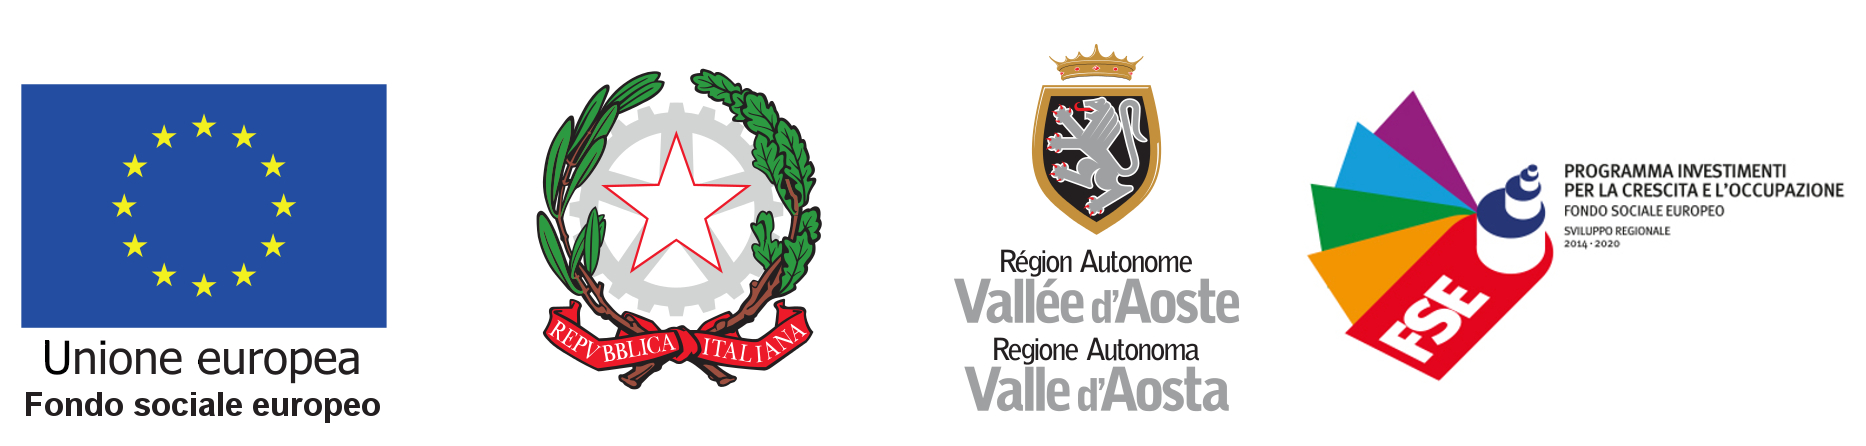 Unione europea
Fondo sociale europeo
REPVBBLICA ITALIANA
Région Autonome
Vallée d'Aoste
Regione Autonoma
Valle d'Aosta
FSE
PROGRAMMA INVESTIMENTI
PER LA CRESCITA E L'OCCUPAZIONE
FONDO SOCIALE EUROPEO
SVILUPPO REGIONALE
2014 · 2020